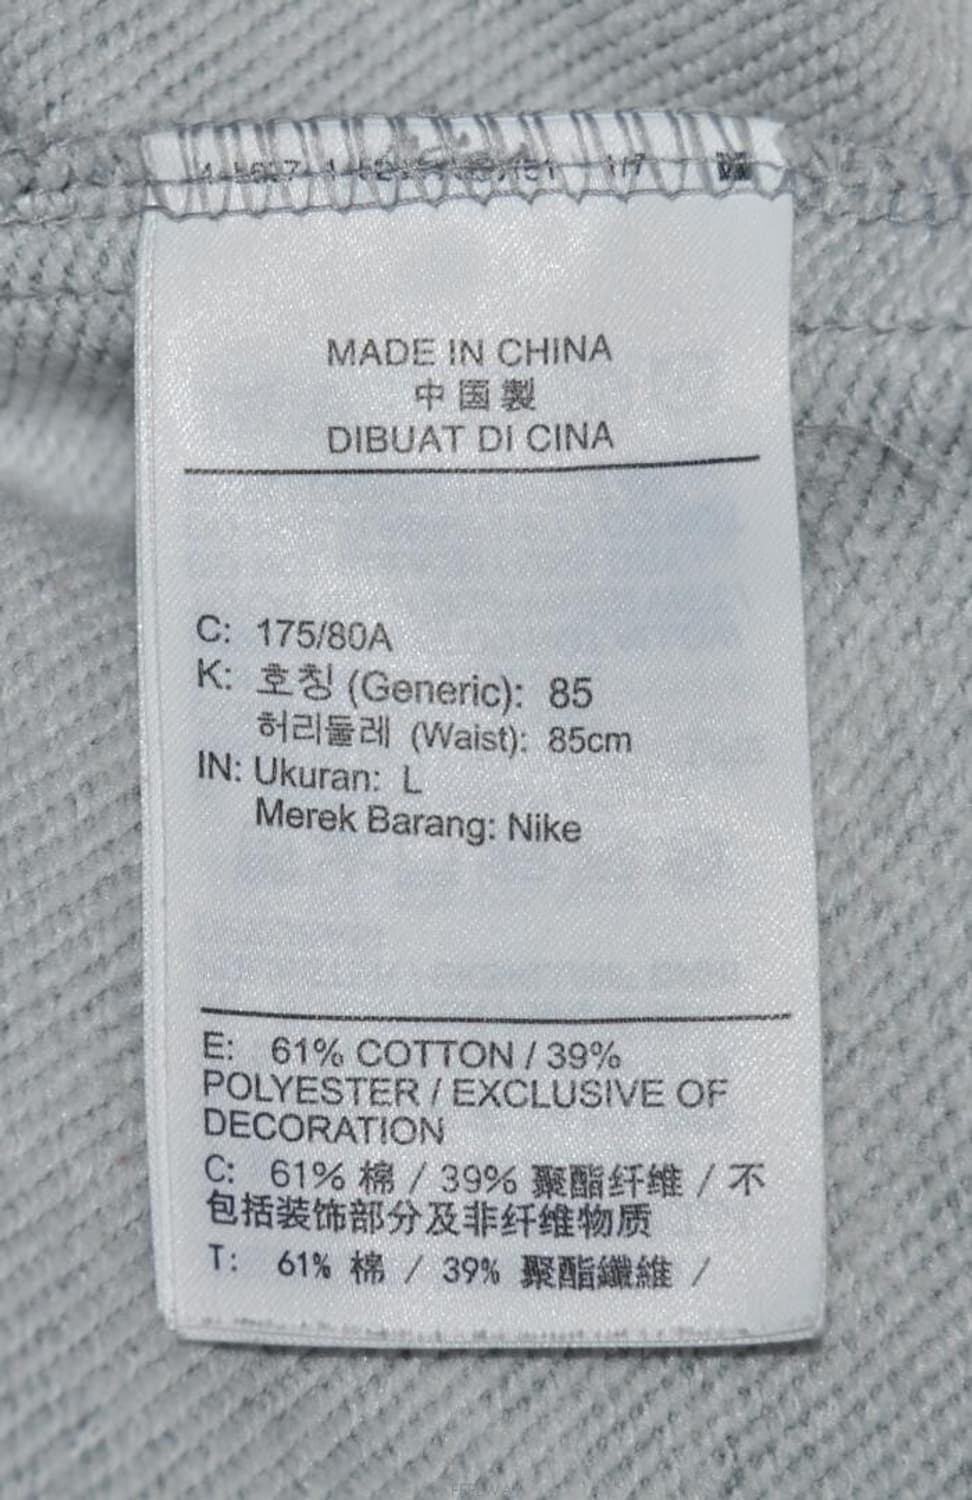 MADE IN CHINA
中国製
DIBUAT DI CINA
C: 175/80A
K: 호칭 (Generic): 85
허리둘레 (Waist): 85cm
IN: Ukuran: L
Merek Barang: Nike
E: 61% COTTON / 39%
POLYESTER / EXCLUSIVE OF
DECORATION
C: 61% 棉 / 39% 聚酯纤维 / 不
包括装饰部分及非纤维物质
T: 61% 棉 / 39% 聚酯纖維 /